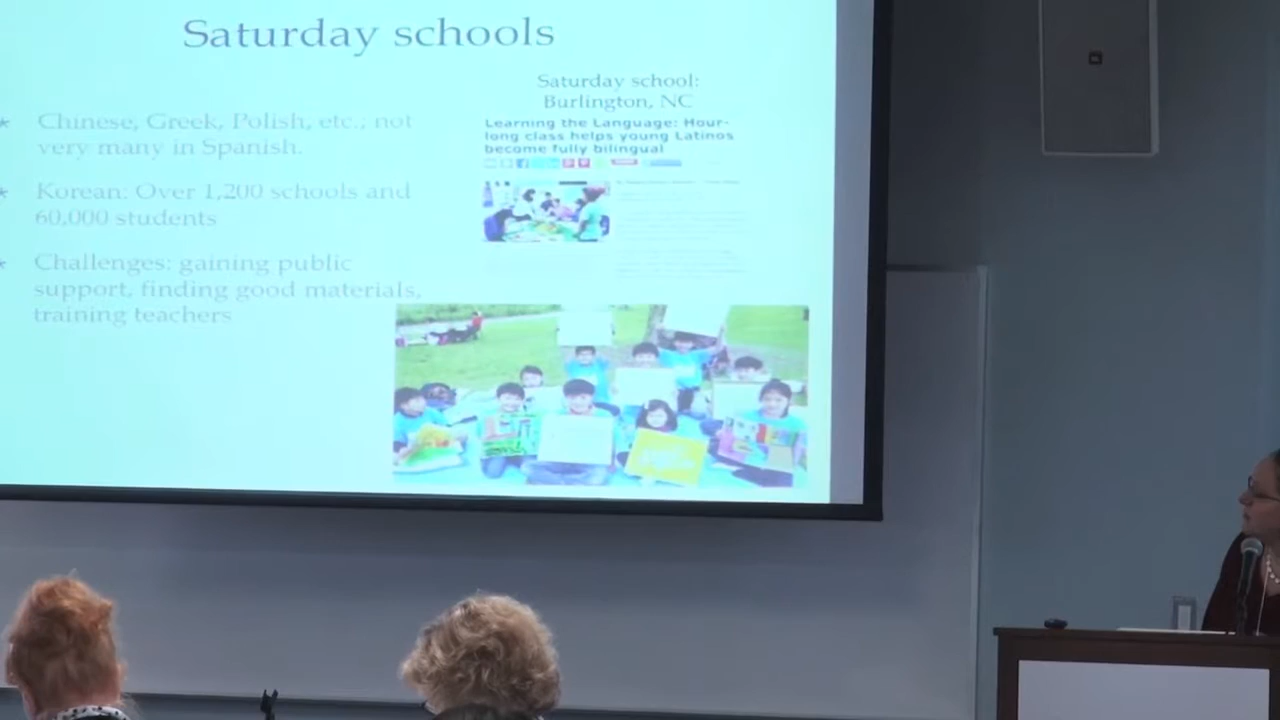 Saturday schools
Chinese, Greek, Polish, etc.; not
very many in Spanish.
Korean: Over 1,200 schools and
60,000 students
Challenges: gaining public
support, finding good materials,
training teachers
Saturday school:
Burlington, NC
Learning the Language: Hour-
long class helps young Latinos
become fully bilingual